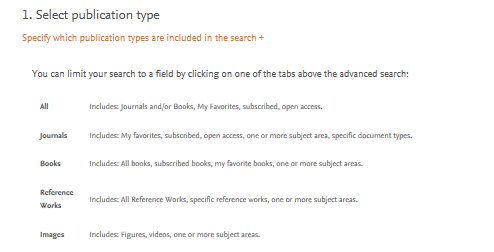 1. Select publication type
Specify which publication types are included in the search +
You can limit your search to a field by clicking on one of the tabs above the advanced search:
All Includes: Journals and/or Books, My Favorites, subscribed, open access.
Journals Includes: My favorites, subscribed, open access, one or more subject area, specific document types.
Books Includes: All books, subscribed books, my favorite books, one or more subject areas.
Reference
Works Includes: All Reference Works, specific reference works, one or more subject areas.
Images Includes: Figures, videos, one or more subject areas.